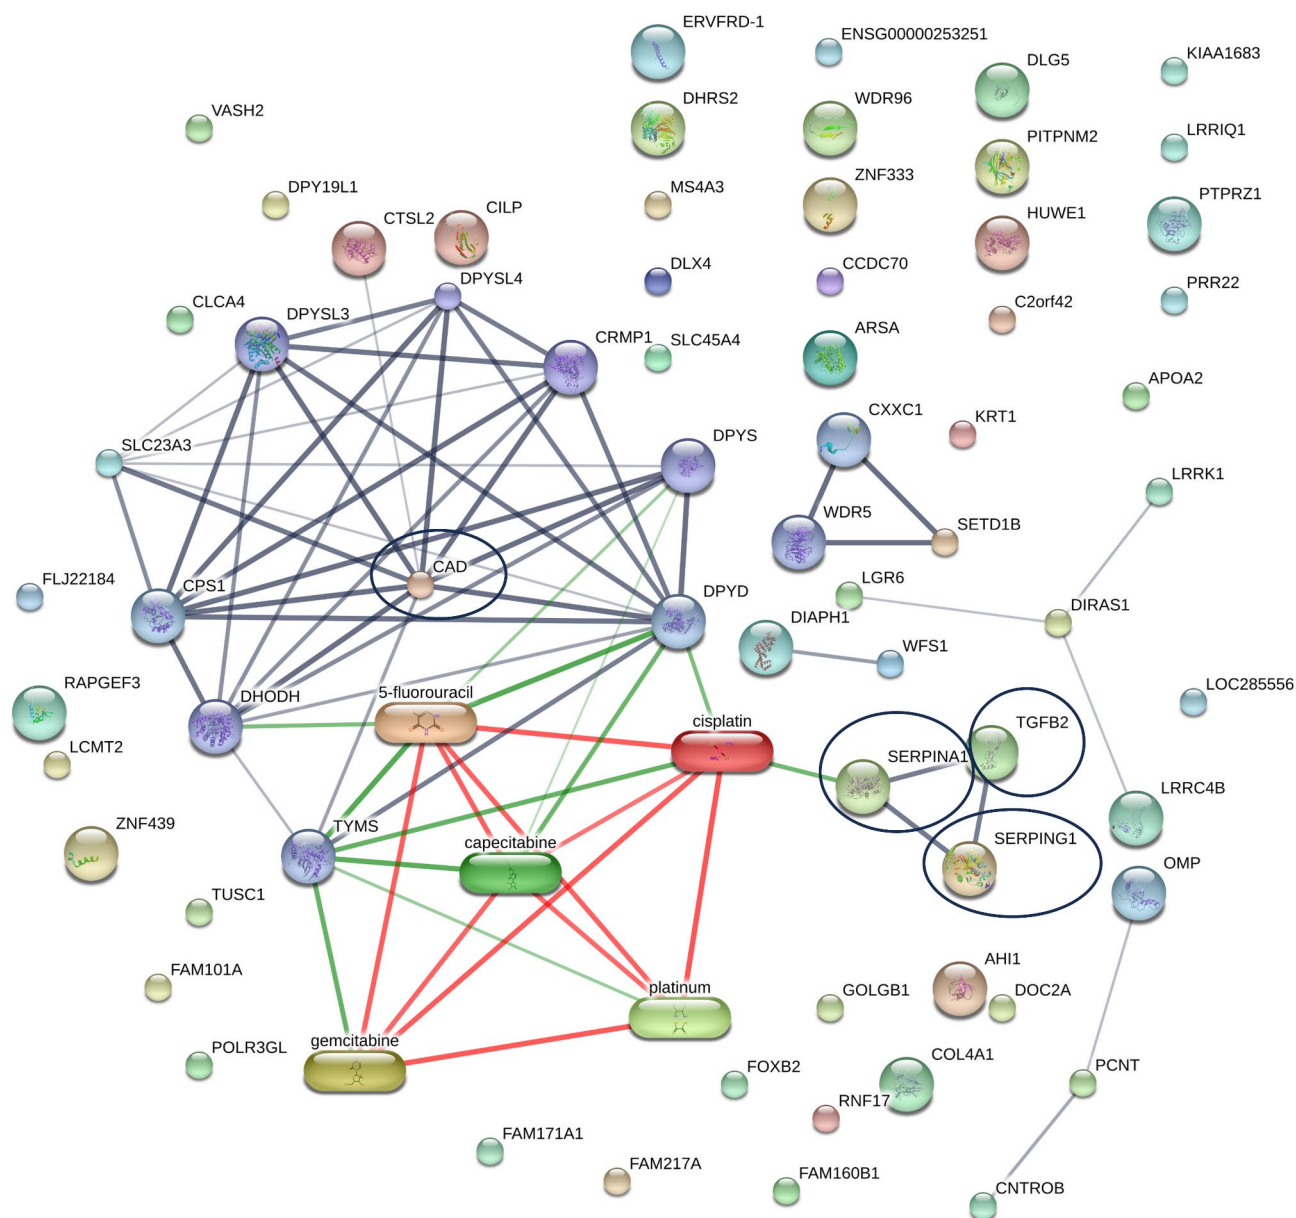 ERVFRD-1
ENSG00000253251
KIAA1683
DLG5
VASH2
DHRS2
WDR96
PITPNM2
LRRIQ1
DPY19L1
MS4A3
ZNF333
PTPRZ1
CTSL2
CILP
HUWE1
DLX4
CCDC70
DPYSL4
PRR22
CLCA4
C2orf42
DPYSL3
CRMP1
SLC45A4
ARSA
APOA2
CXXC1
KRT1
SLC23A3
DPYS
LRRK1
WDR5
SETD1B
FLJ22184
CPS1
CAD
DPYD
LGR6
DIRAS1
DIAPH1
WFS1
RAPGEF3
DHODH
5-fluorouracil
cisplatin
LOC285556
TGFB2
LCMT2
SERPINA1
LRRC4B
ZNF439
TYMS
capecitabine
SERPING1
OMP
TUSC1
FAM101A
platinum
GOLGB1
AHI1
DOC2A
gemcitabine
POLR3GL
FOXB2
COL4A1
PCNT
RNF17
FAM171A1
FAM217A
FAM160B1
CNTROB